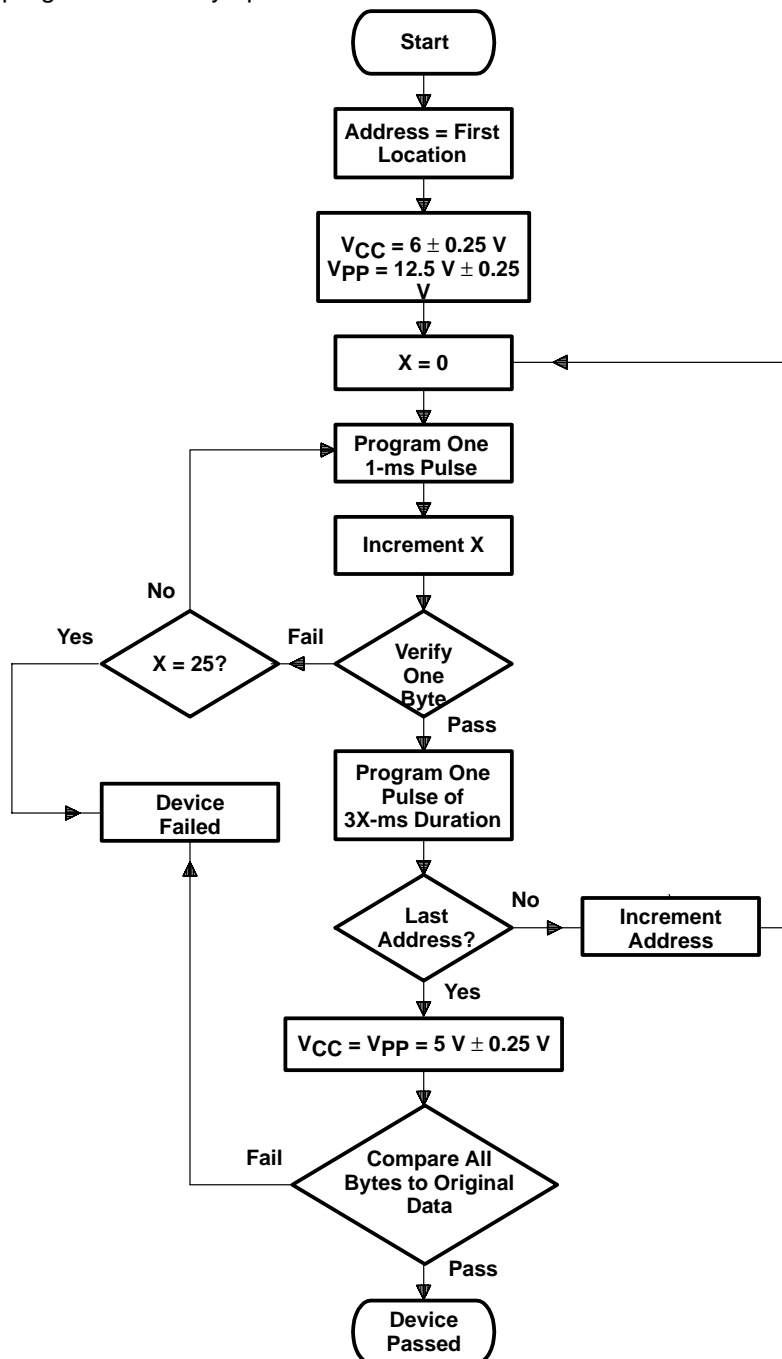 Start
Address = First
Location
VCC = 6 ± 0.25 V
VPP = 12.5 V ± 0.25
V
X = 0
Program One
1-ms Pulse
Increment X
No
Yes
X = 25?
Fail
Verify
One
Byte
Pass
Program One
Pulse of
3X-ms Duration
Device
Failed
Last
Address?
No
Increment
Address
Yes
VCC = VPP = 5 V ± 0.25 V
Fail
Compare All
Bytes to Original
Data
Pass
Device
Passed